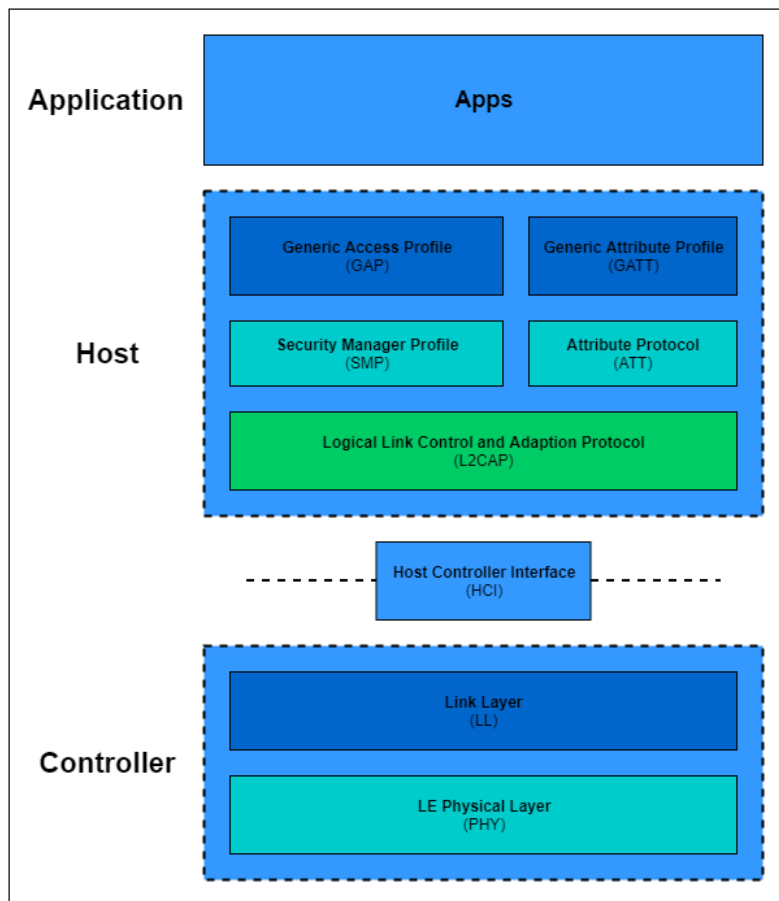 Application
Apps
Host
Generic Access Profile
(GAP)
Generic Attribute Profile
(GATT)
Security Manager Profile
(SMP)
Attribute Protocol
(ATT)
Logical Link Control and Adaption Protocol
(L2CAP)
Host Controller Interface
(HCI)
Controller
Link Layer
(LL)
LE Physical Layer
(PHY)